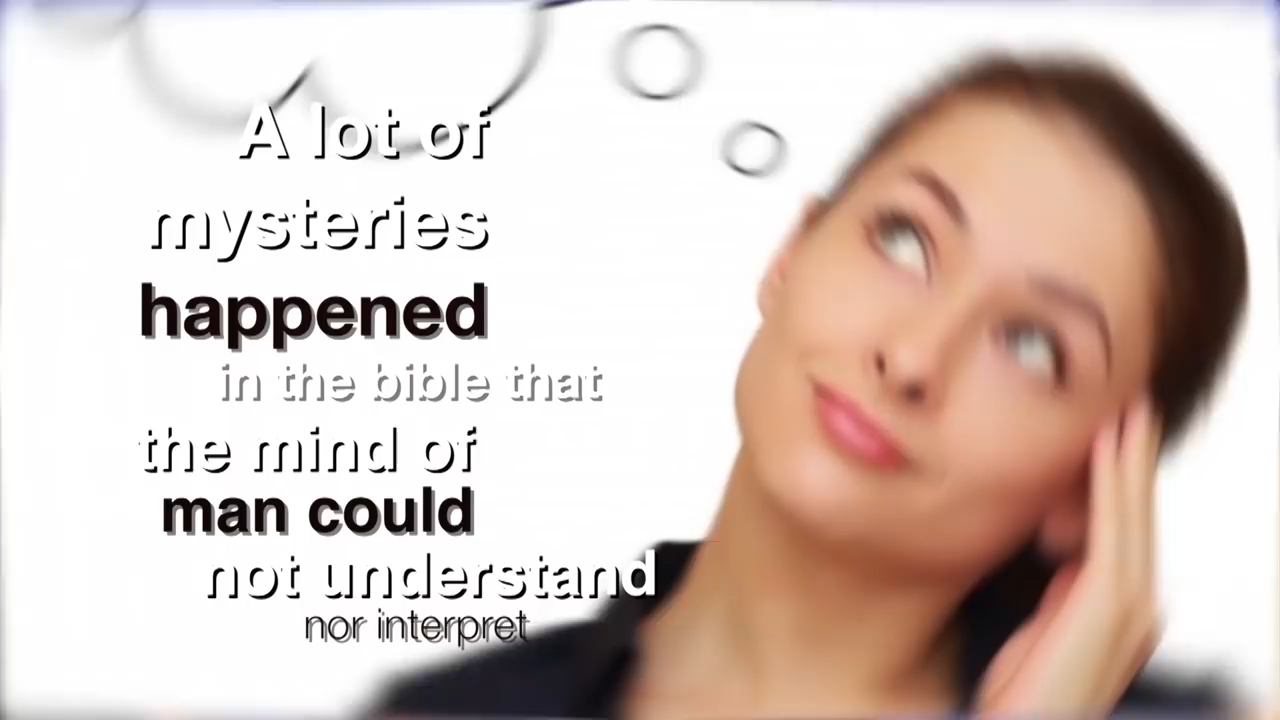 A lot of
mysteries
happened
in the bible that
the mind of
man could
not understand
nor interpret